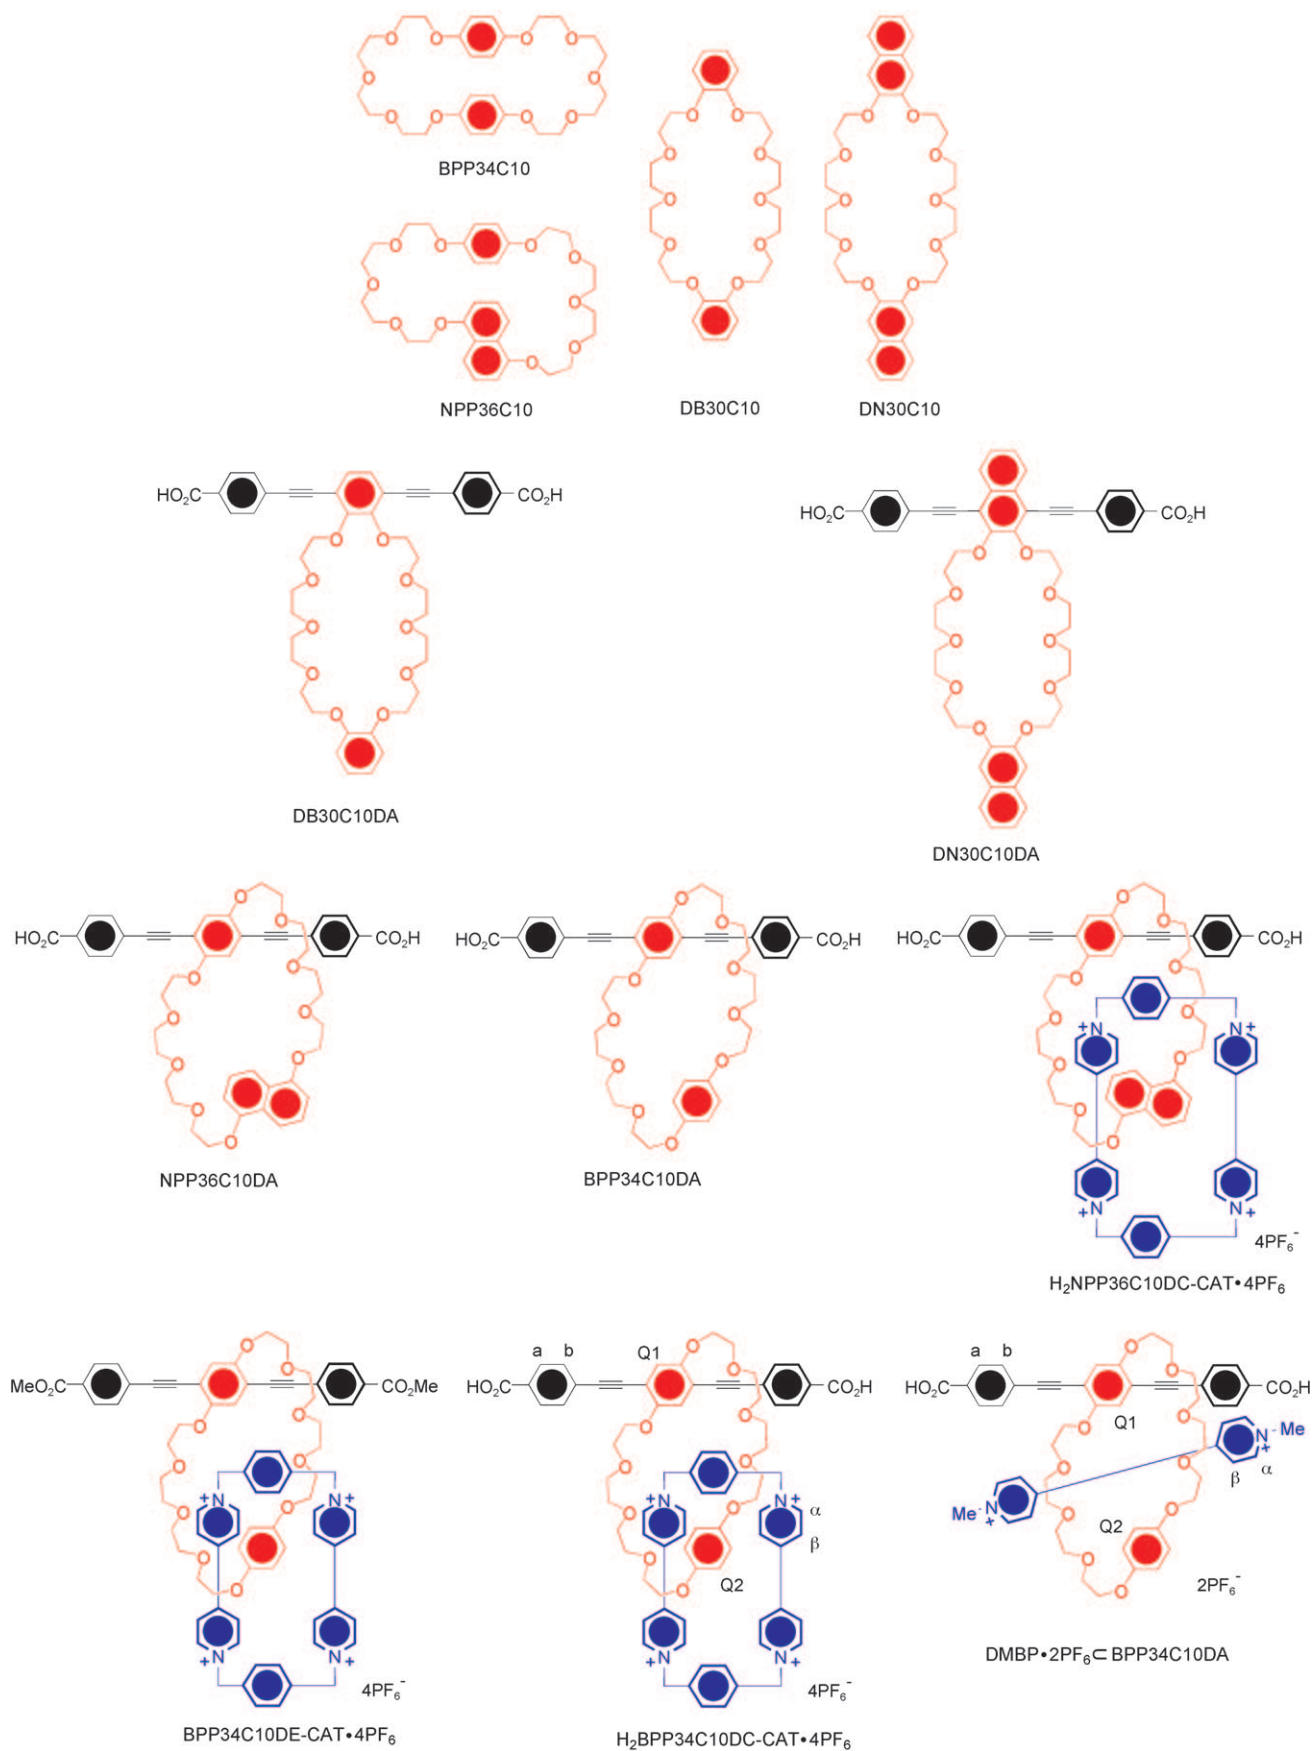 BPP34C10
NPP36C10
DB30C10
DN30C10
HO₂C
CO₂H
HO₂C
CO₂H
DB30C10DA
DN30C10DA
HO₂C
CO₂H
HO₂C
CO₂H
HO₂C
CO₂H
NPP36C10DA
BPP34C10DA
4PF₆⁻
H₂NPP36C10DC-CAT•4PF₆
MeO₂C
CO₂Me
a b Q1
HO₂C
CO₂H
a b
HO₂C
CO₂H
Q1
N - Me
+
β α
Me - N
+
α
β
Q2
Q2
2PF₆⁻
4PF₆⁻
4PF₆⁻
DMBP•2PF₆⊂BPP34C10DA
BPP34C10DE-CAT•4PF₆
H₂BPP34C10DC-CAT•4PF₆